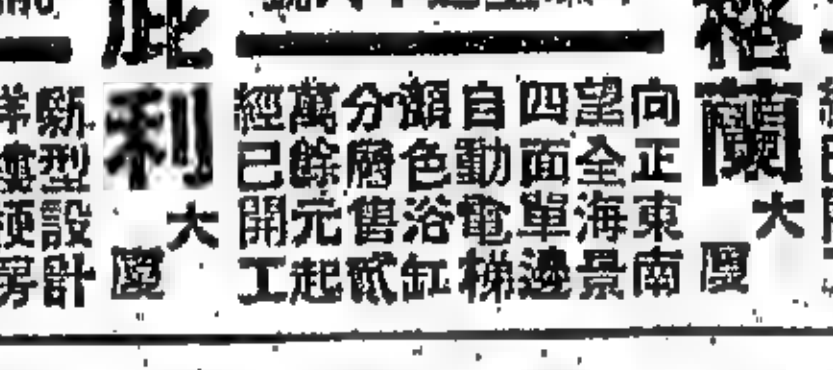 格蘭大廈
向正東南
望全海景
四面單邊
自動電梯
顏色浴缸
分層售貳
萬餘元起
經已開工
庇利大廈
新型設計